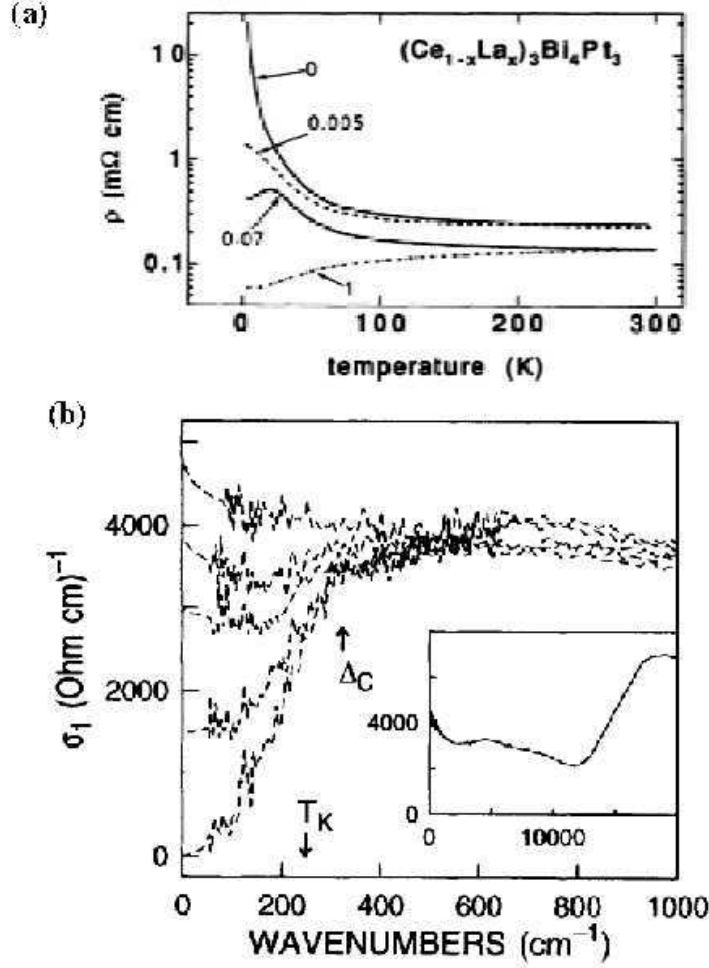 (a)
10
(Ce1-xLax)3Bi4Pt3
0
0.005
1
0.07
0.1
1
ρ (mΩ cm)
0 100 200 300
temperature (K)
(b)
4000
2000
0
σ1 (Ohm cm)-1
ΔC
TK
4000
0
0 10000
0 200 400 600 800 1000
WAVENUMBERS (cm-1)